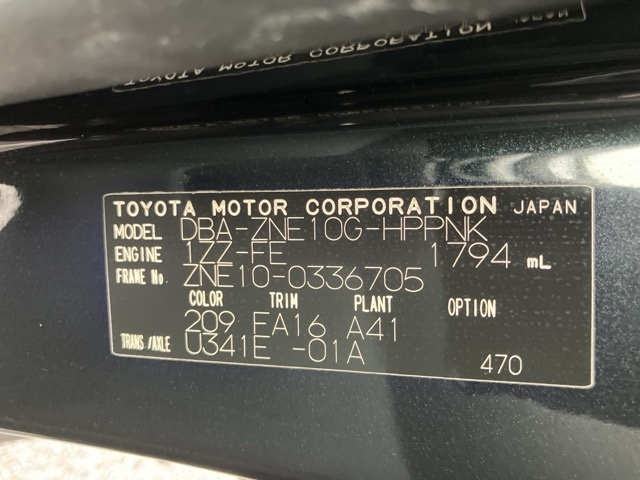 TOYOTA MOTOR CORPORATION JAPAN
MODEL DBA-ZNE10G-HPPNK
ENGINE 1ZZ-FE 1794 mL
FRAME No. ZNE10-0336705
COLOR TRIM PLANT OPTION
209 FA16 A41
TRANS./AXLE U341E -01A 470